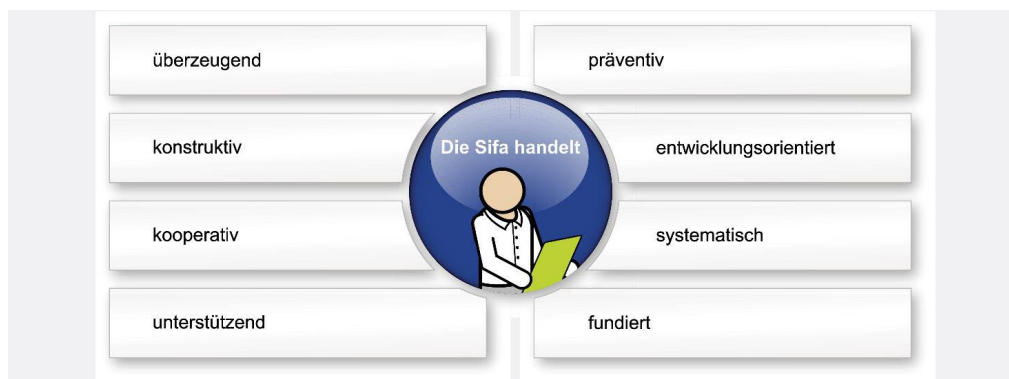 überzeugend
konstruktiv
kooperativ
unterstützend
Die Sifa handelt
präventiv
entwicklungsorientiert
systematisch
fundiert